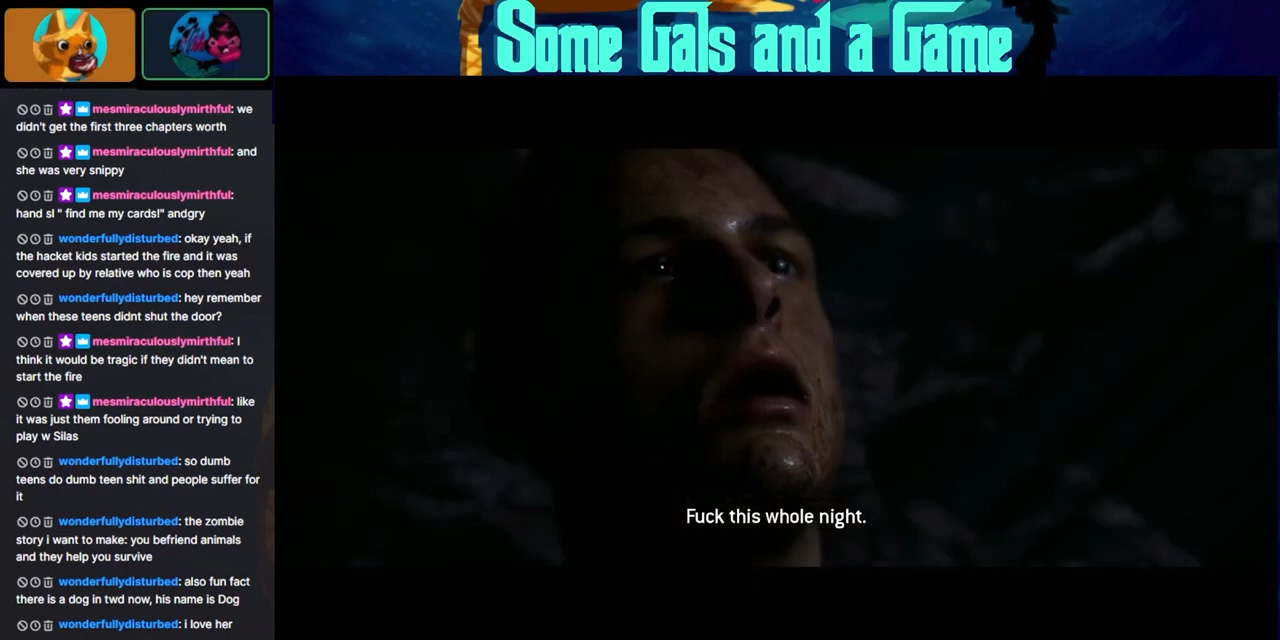 Some Gals and a Game
mesmiraculouslymirthful: we
didn't get the first three chapters worth
mesmiraculouslymirthful: and
she was very snippy
mesmiraculouslymirthful:
hand sl " find me my cards!" andgry
wonderfullydisturbed: okay yeah, if
the hacket kids started the fire and it was
covered up by relative who is cop then yeah
wonderfullydisturbed: hey remember
when these teens didnt shut the door?
mesmiraculouslymirthful: I
think it would be tragic if they didn't mean to
start the fire
mesmiraculouslymirthful: like
it was just them fooling around or trying to
play w Silas
wonderfullydisturbed: so dumb
teens do dumb teen shit and people suffer for
it
wonderfullydisturbed: the zombie
story i want to make: you befriend animals
and they help you survive
wonderfullydisturbed: also fun fact
there is a dog in twd now, his name is Dog
wonderfullydisturbed: i love her
Fuck this whole night.